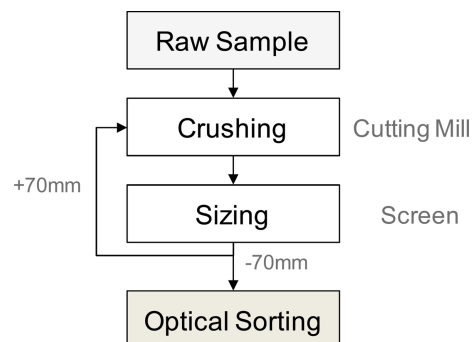 Raw Sample
Crushing
Cutting Mill
+70mm
Sizing
Screen
-70mm
Optical Sorting